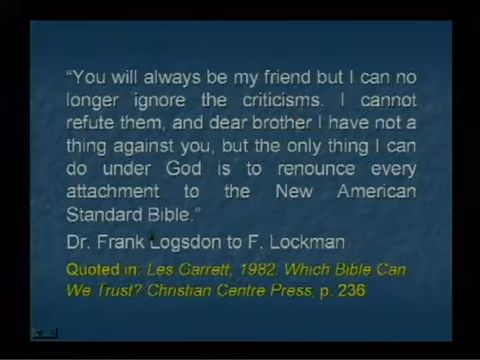 “You will always be my friend but I can no
longer ignore the criticisms. I cannot
refute them, and dear brother I have not a
thing against you, but the only thing I can
do under God is to renounce every
attachment to the New American
Standard Bible.”
Dr. Frank Logsdon to F. Lockman
Quoted in: Les Garrett, 1982. Which Bible Can
We Trust? Christian Centre Press, p. 236